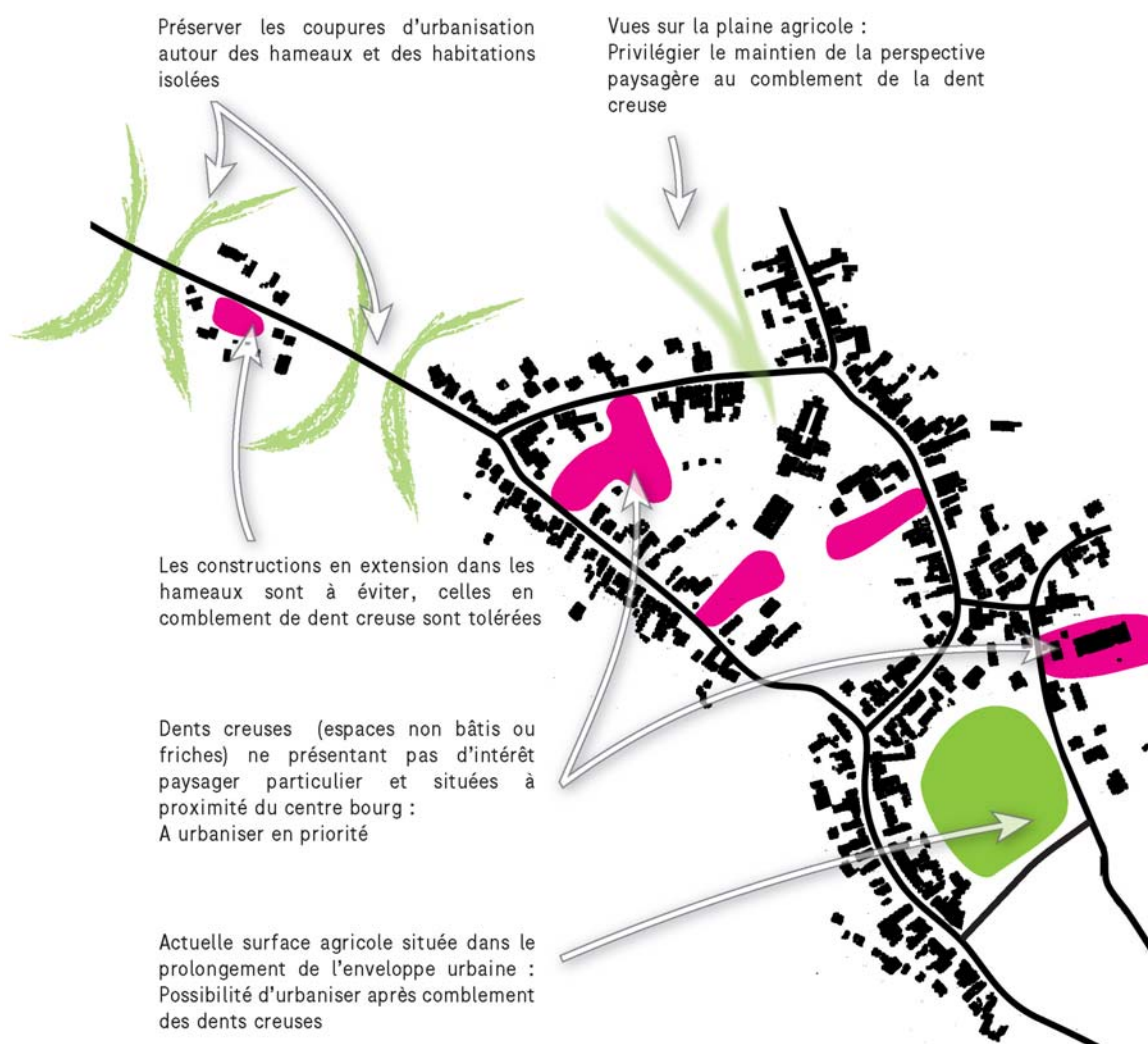 Préserver les coupures d'urbanisation
autour des hameaux et des habitations
isolées
Vues sur la plaine agricole :
Privilégier le maintien de la perspective
paysagère au comblement de la dent
creuse
Les constructions en extension dans les
hameaux sont à éviter, celles en
comblement de dent creuse sont tolérées
Dents creuses (espaces non bâtis ou
friches) ne présentant pas d'intérêt
paysager particulier et situées à
proximité du centre bourg :
A urbaniser en priorité
Actuelle surface agricole située dans le
prolongement de l'enveloppe urbaine :
Possibilité d'urbaniser après comblement
des dents creuses